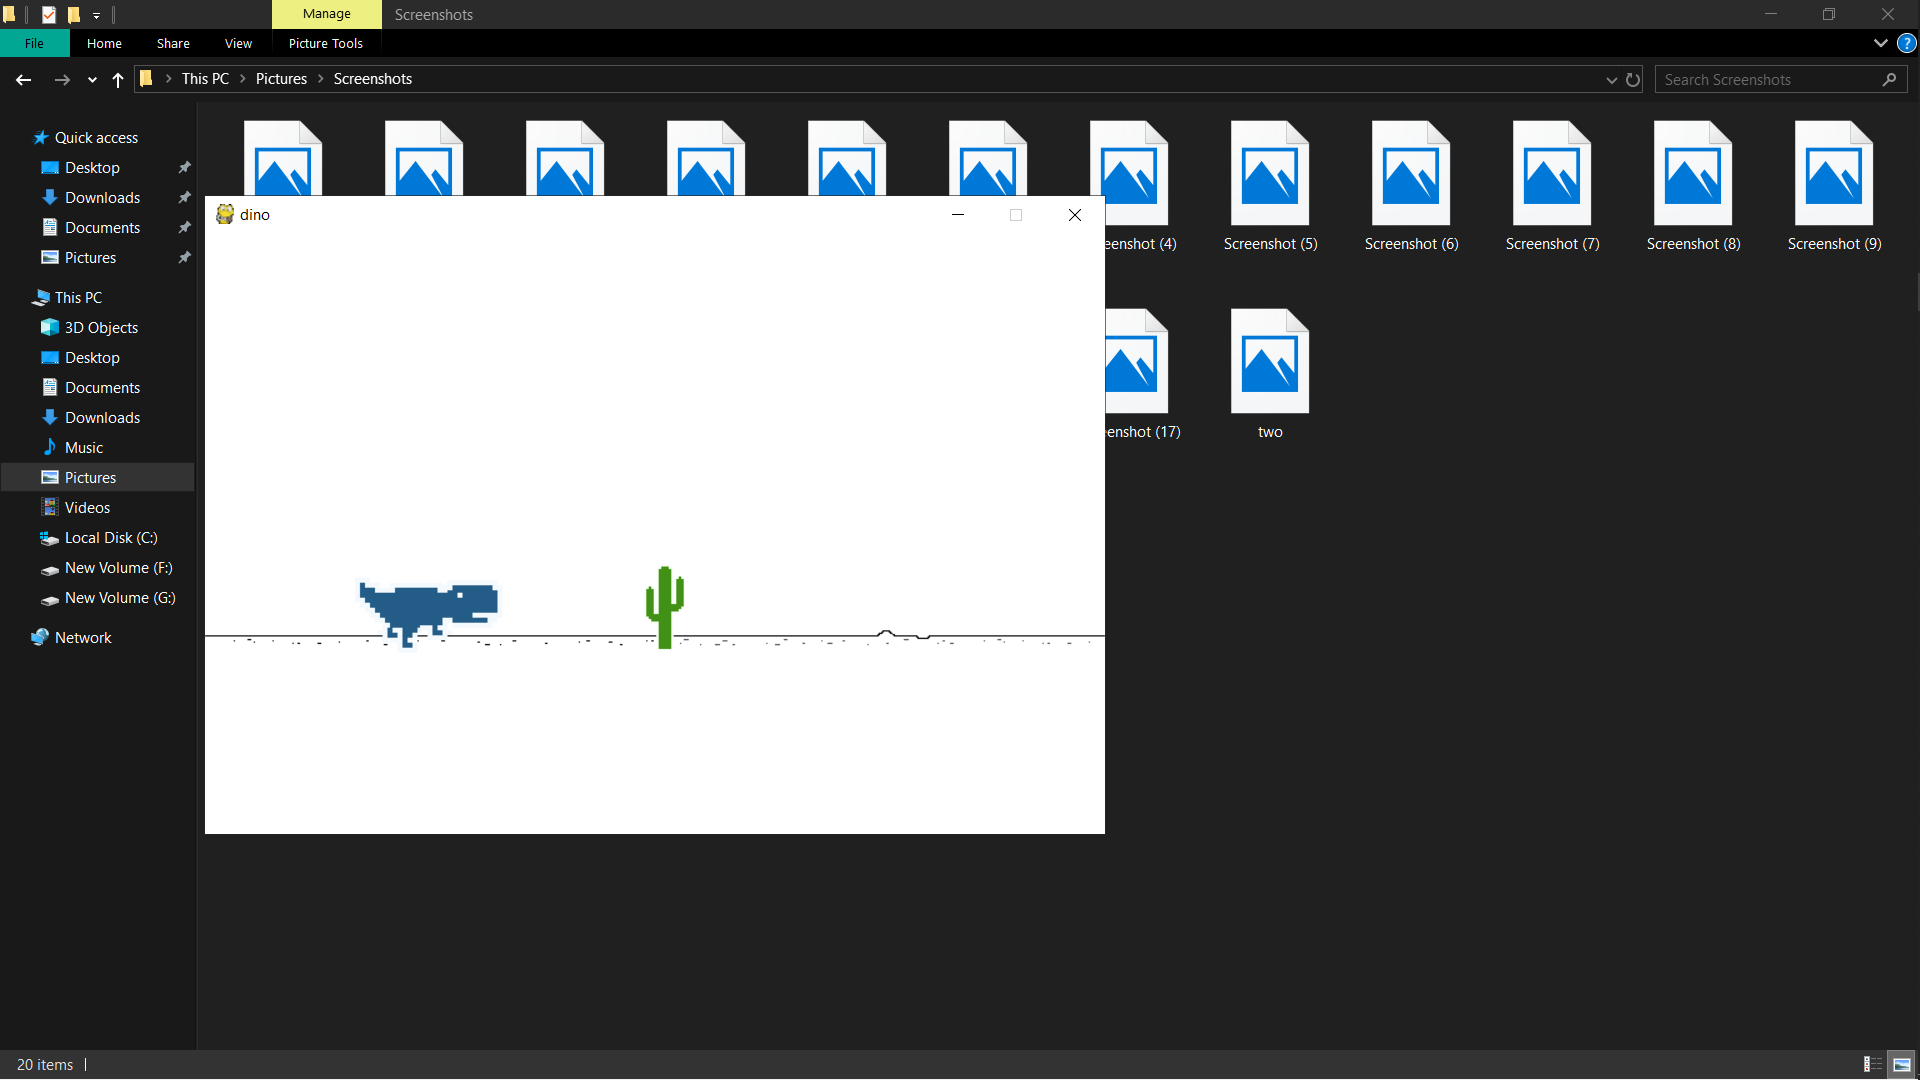 Manage
Screenshots
File
Home
Share
View
Picture Tools
This PC
Pictures
Screenshots
Search Screenshots
Quick access
Desktop
Downloads
Documents
Pictures
This PC
3D Objects
Desktop
Documents
Downloads
Music
Pictures
Videos
Local Disk (C:)
New Volume (F:)
New Volume (G:)
Network
dino
eenshot (4)
Screenshot (5)
Screenshot (6)
Screenshot (7)
Screenshot (8)
Screenshot (9)
eenshot (17)
two
20 items